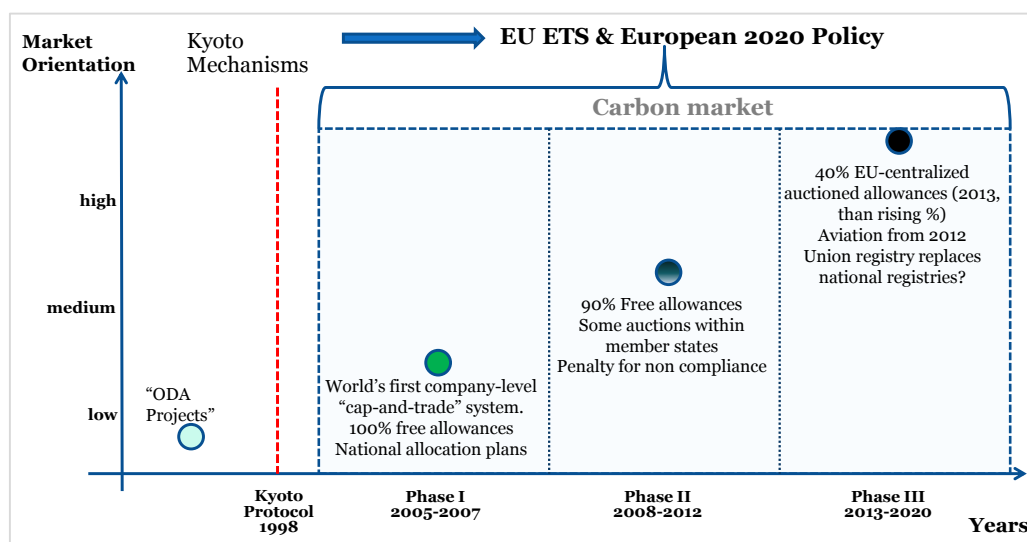 Market
Orientation
Kyoto
Mechanisms
EU ETS & European 2020 Policy
Carbon market
high
medium
low
"ODA
Projects"
World's first company-level
"cap-and-trade" system.
100% free allowances
National allocation plans
90% Free allowances
Some auctions within
member states
Penalty for non compliance
40% EU-centralized
auctioned allowances (2013,
than rising %)
Aviation from 2012
Union registry replaces
national registries?
Kyoto
Protocol
1998
Phase I
2005-2007
Phase II
2008-2012
Phase III
2013-2020
Years